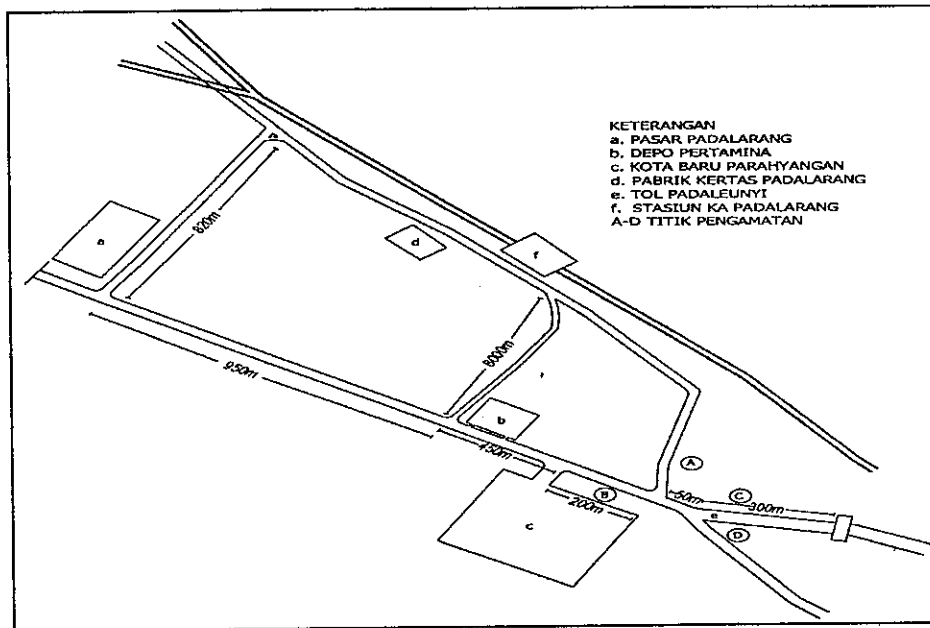 KETERANGAN
a. PASAR PADALARANG
b. DEPO PERTAMINA
c. KOTA BARU PARAHYANGAN
d. PABRIK KERTAS PADALARANG
e. TOL PADALEUNYI
f. STASIUN KA PADALARANG
A-D TITIK PENGAMATAN
820m
d
f
8000m
950m
b
450m
A
B
C
50m
300m
200m
e
D
c